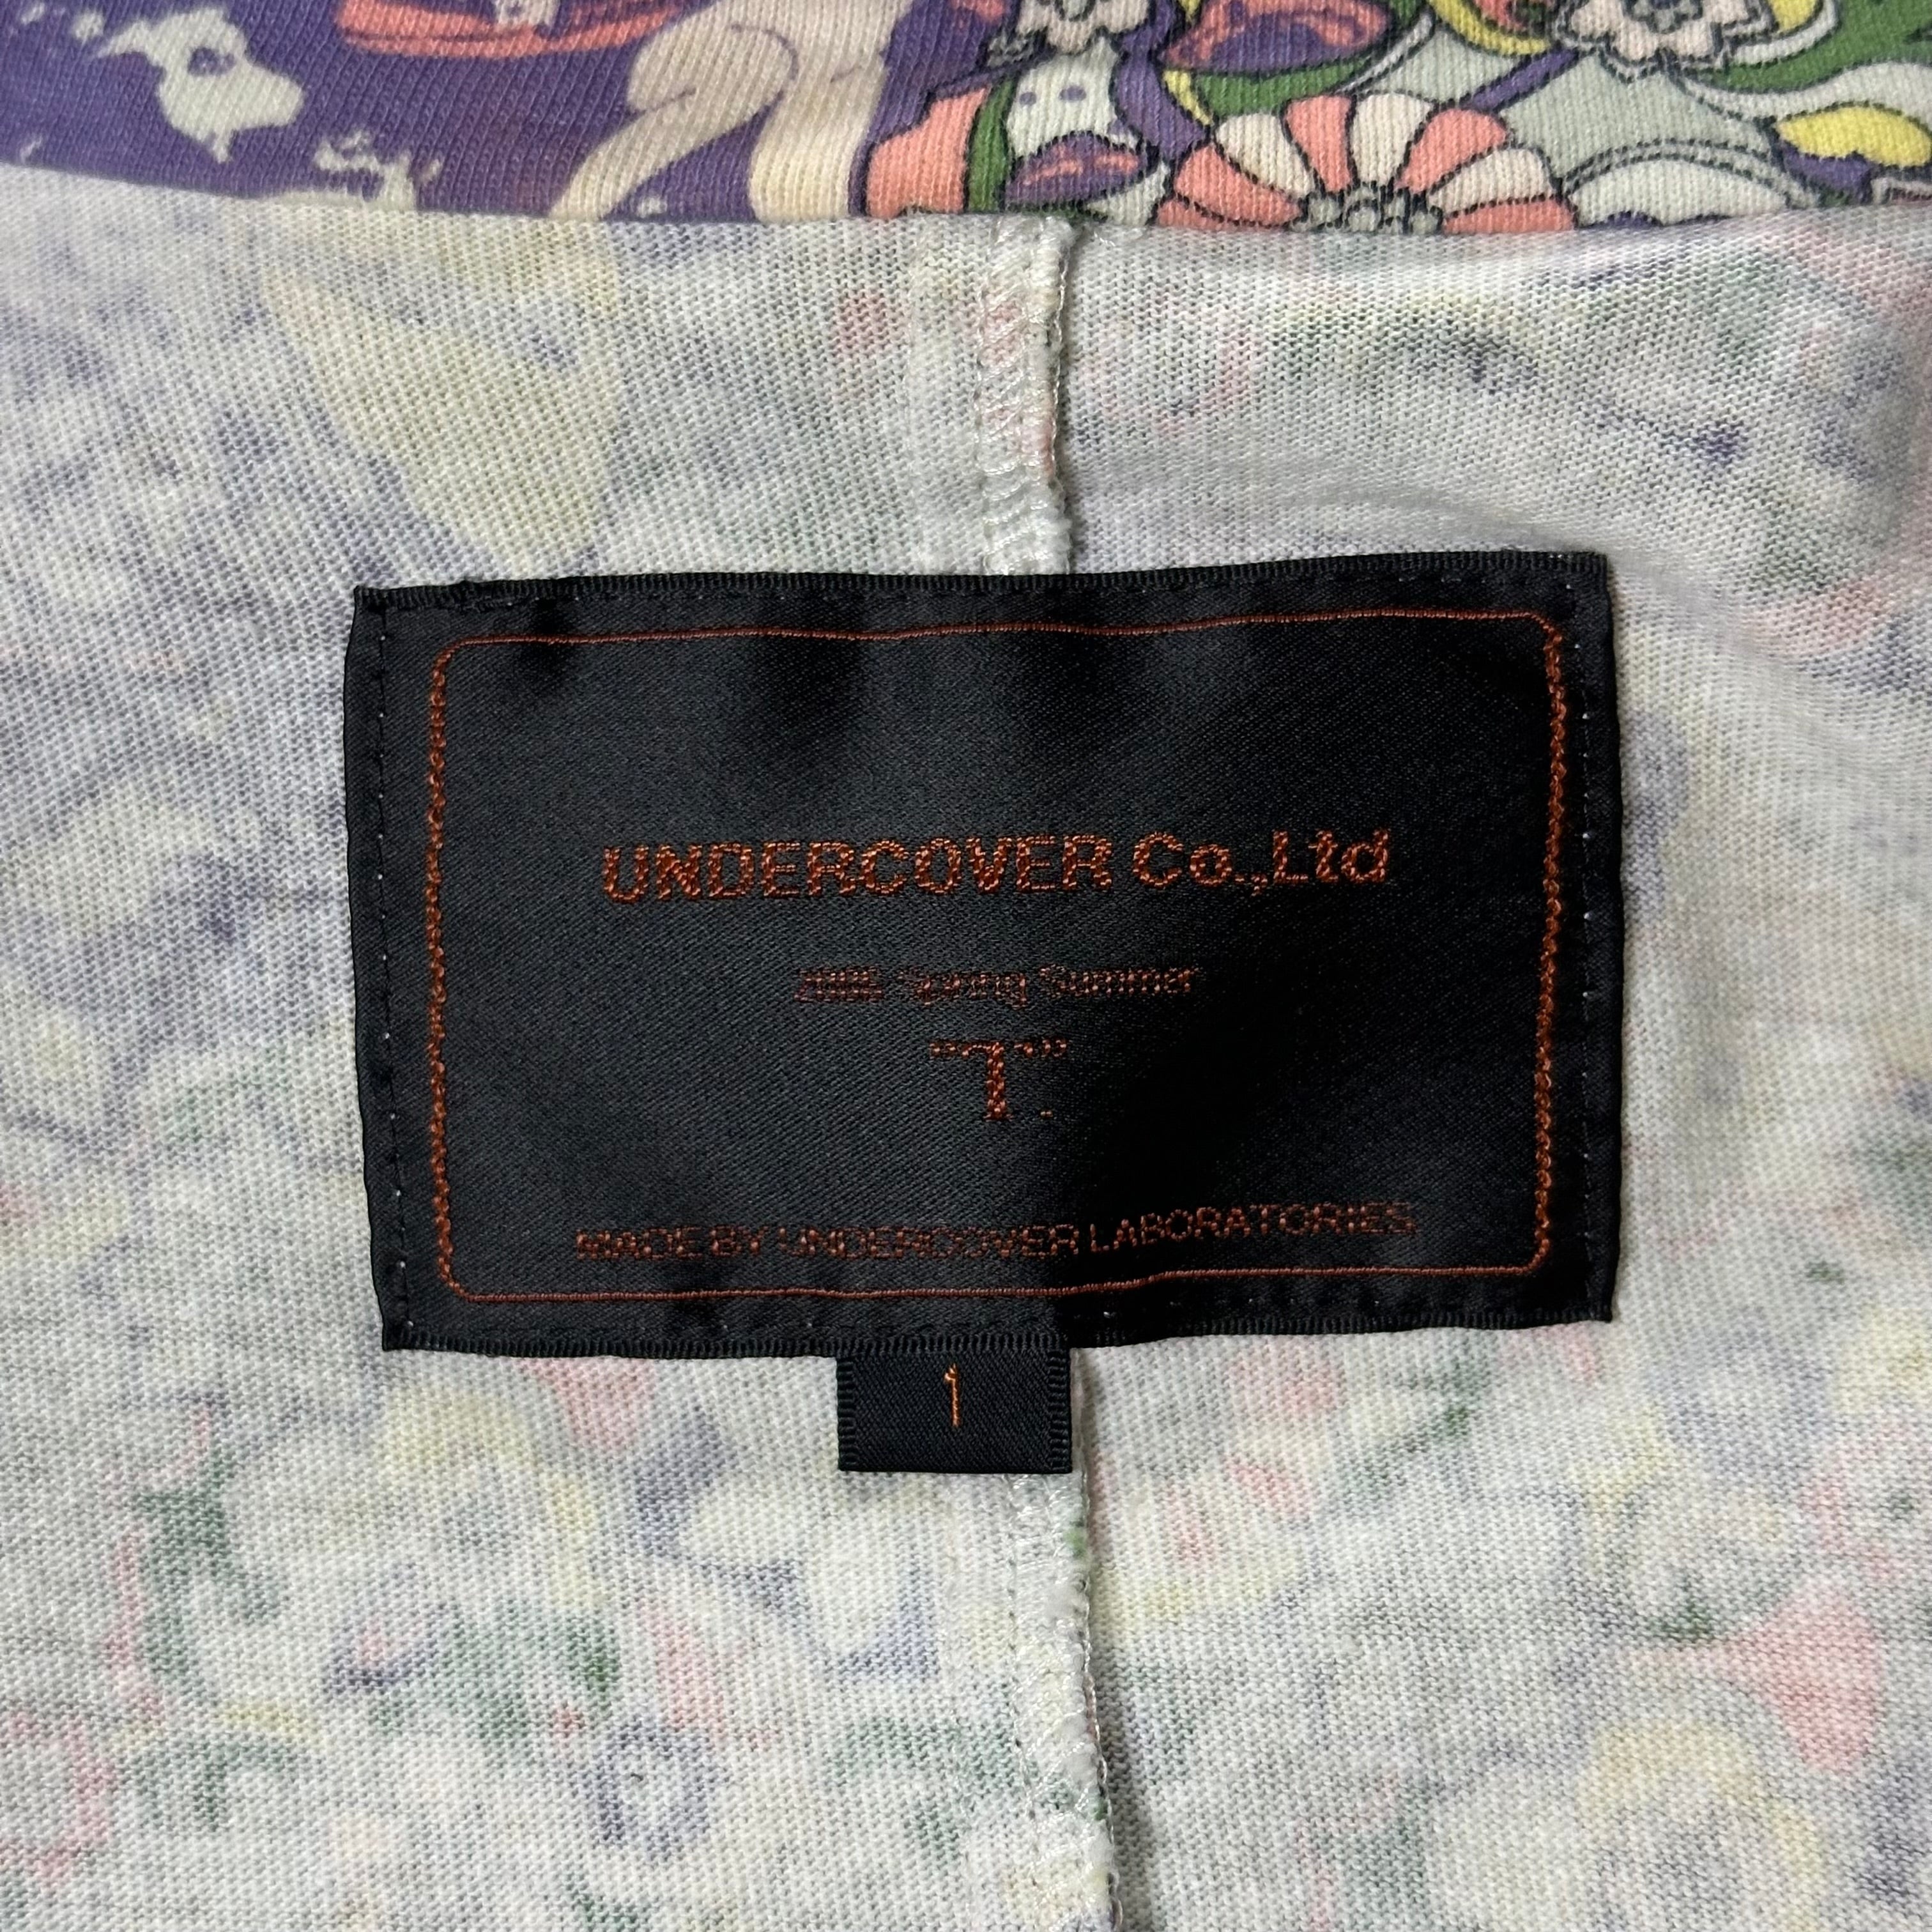 UNDERCOVER Co.,Ltd
Spring Summer
"T".
MADE BY UNDERCOVER LABORATORIES
1